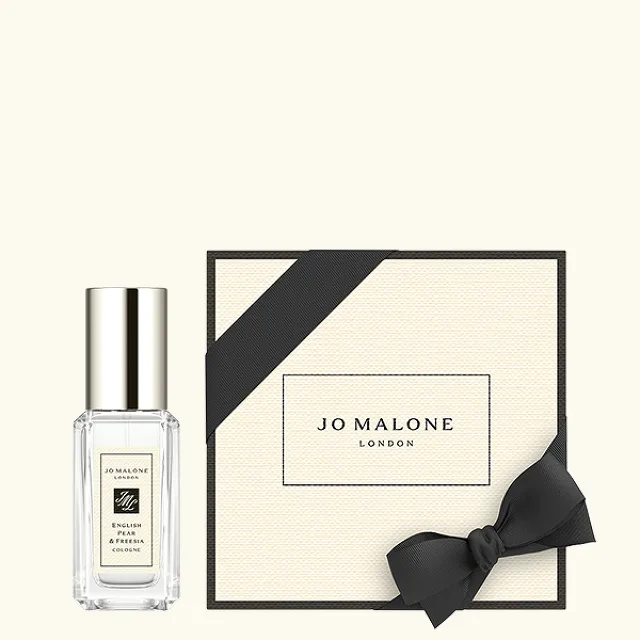 JO MALONE
LONDON
JML
ENGLISH
PEAR
& FREESIA
COLOGNE
JO MALONE
LONDON